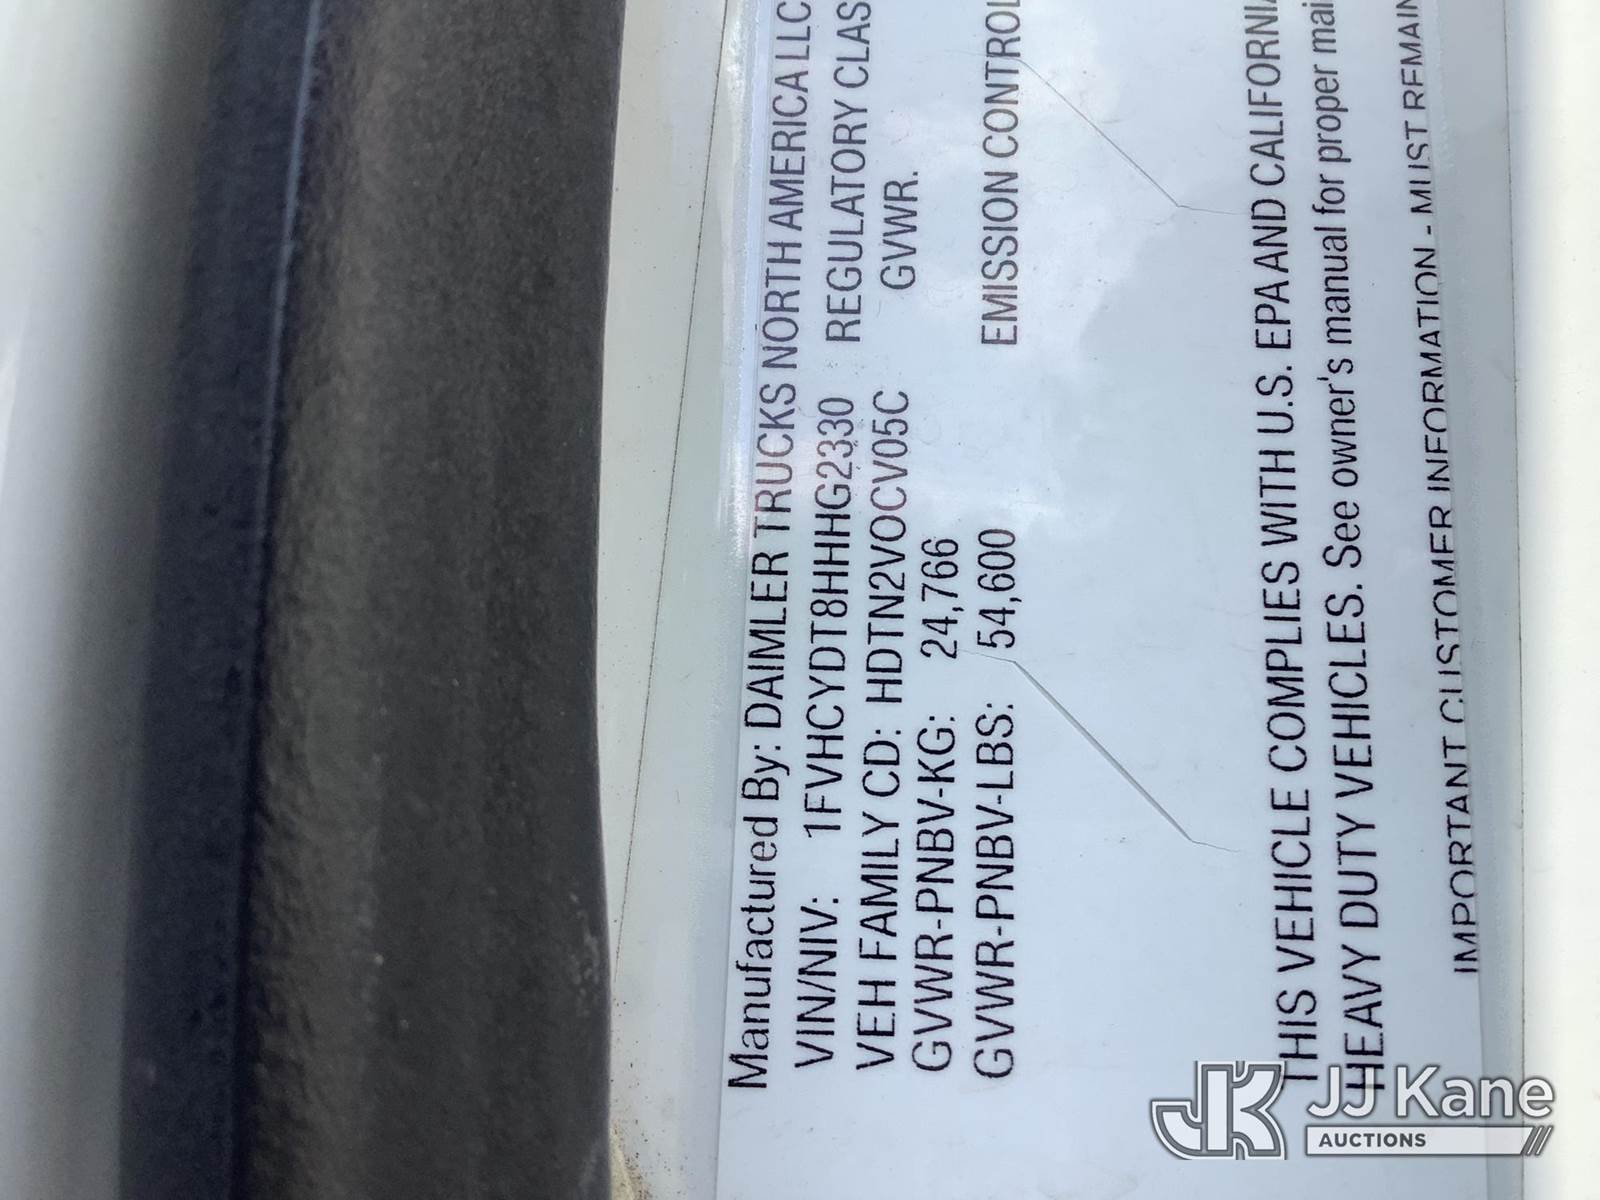 Manufactured By: DAIMLER TRUCKS NORTH AMERICA LLC
VIN/NIV: 1FVHCYDT8HHHG2330 REGULATORY CLAS
VEH FAMILY CD: HDTN2VOCV05C GVWR.
GVWR-PNBV-KG: 24,766
GVWR-PNBV-LBS: 54,600 EMISSION CONTROL
THIS VEHICLE COMPLIES WITH U.S. EPA AND CALIFORNIA
HEAVY DUTY VEHICLES. See owner's manual for proper mai
IMPORTANT CUSTOMER INFORMATION - MUST REMAIN
JK JJ Kane
AUCTIONS